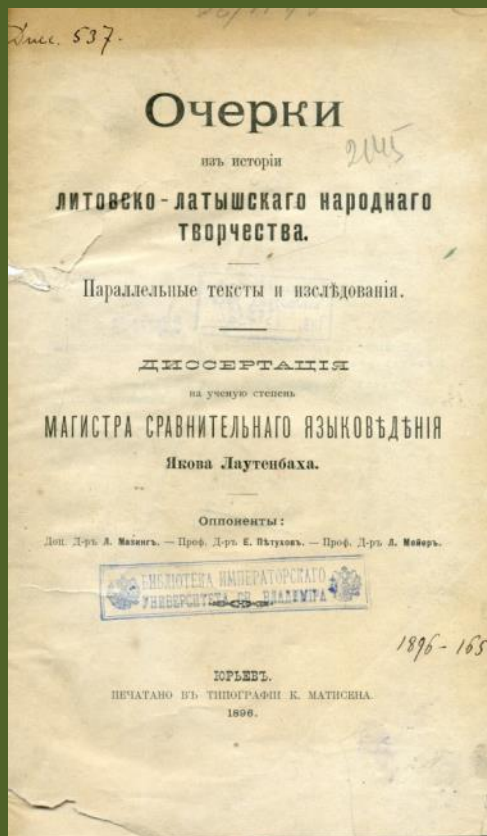 Дисс. 537.
Очерки
2145
изъ исторіи
литовско-латышскаго народнаго
творчества.
Параллельные тексты и изслѣдованія.
ДИССЕРТАЦІЯ
на ученую степень
МАГИСТРА СРАВНИТЕЛЬНАГО ЯЗЫКОВѢДѢНІЯ
Якова Лаутенбаха.
Оппоненты:
Доц. Д-ръ Л. Мазингъ. — Проф. Д-ръ Е. Пѣтуховъ. — Проф. Д-ръ Л. Мейеръ.
БИБЛІОТЕКА ИМПЕРАТОРСКАГО
УНИВЕРСИТЕТА СВ. ВЛАДИМІРА
1896-165
ЮРЬЕВЪ.
ПЕЧАТАНО ВЪ ТИПОГРАФІИ К. МАТИСЕНА.
1896.